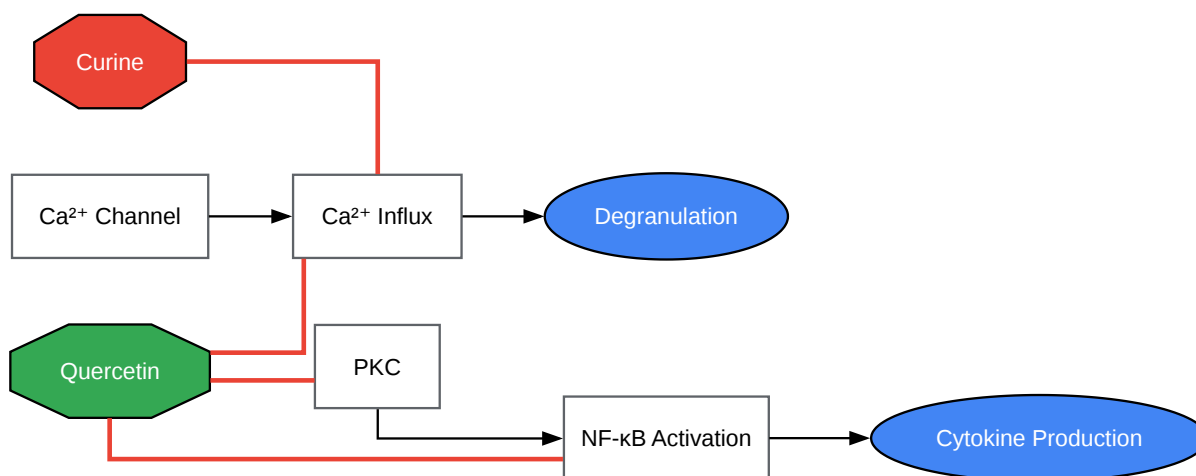 Curine
Ca²⁺ Channel
Ca²⁺ Influx
Degranulation
Quercetin
PKC
NF-κB Activation
Cytokine Production